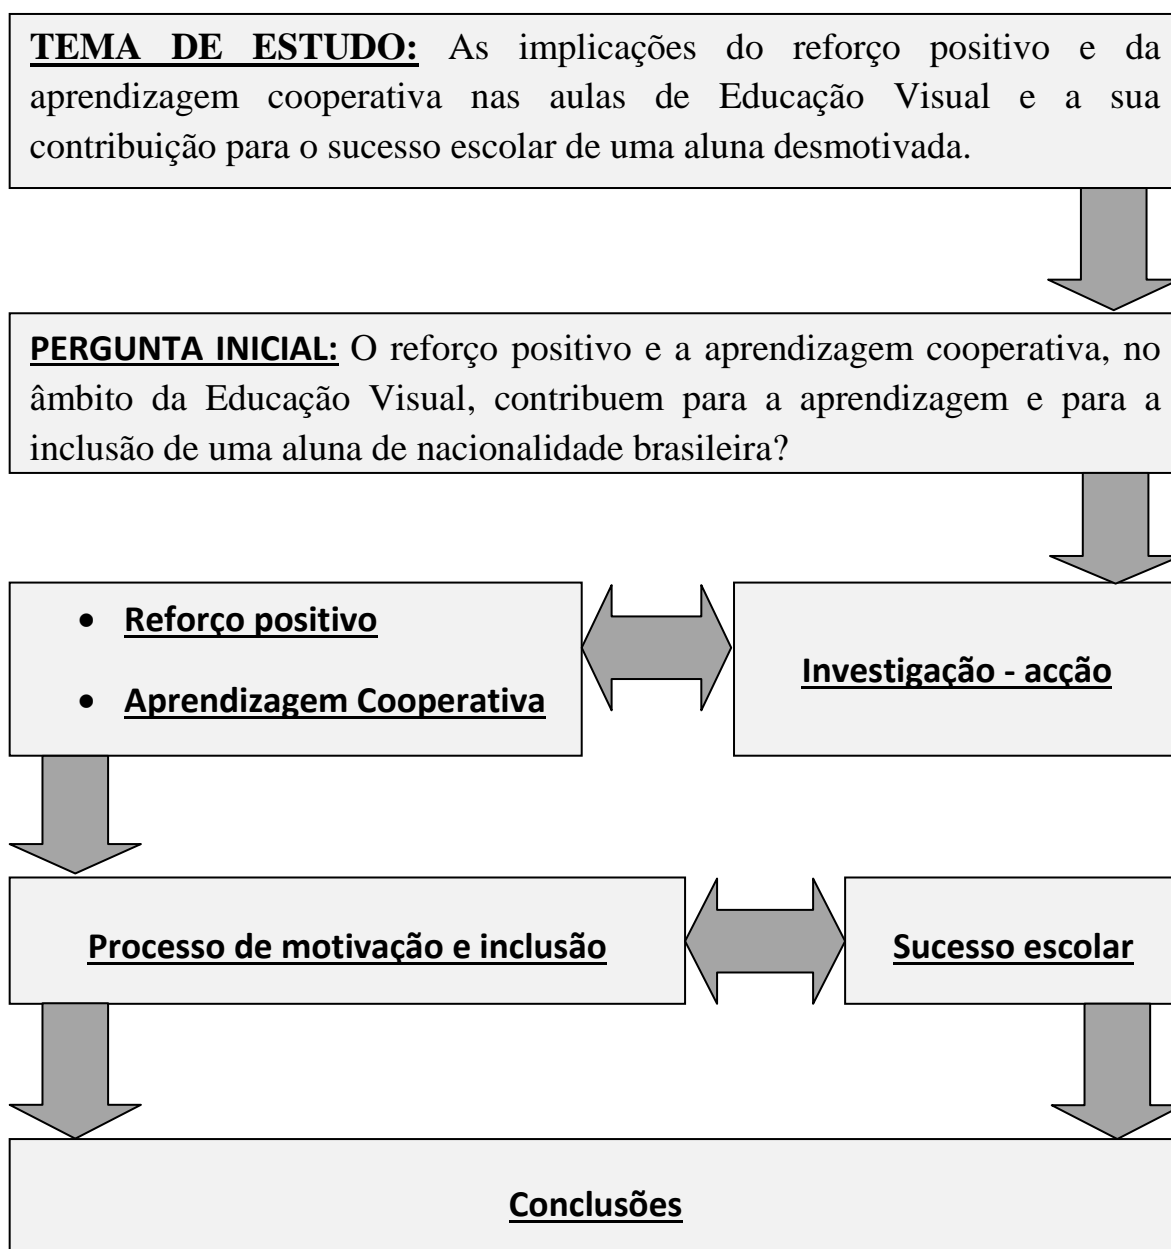 TEMA DE ESTUDO: As implicações do reforço positivo e da
aprendizagem cooperativa nas aulas de Educação Visual e a sua
contribuição para o sucesso escolar de uma aluna desmotivada.
PERGUNTA INICIAL: O reforço positivo e a aprendizagem cooperativa, no
âmbito da Educação Visual, contribuem para a aprendizagem e para a
inclusão de uma aluna de nacionalidade brasileira?
• Reforço positivo
• Aprendizagem Cooperativa
Investigação - acção
Processo de motivação e inclusão
Sucesso escolar
Conclusões